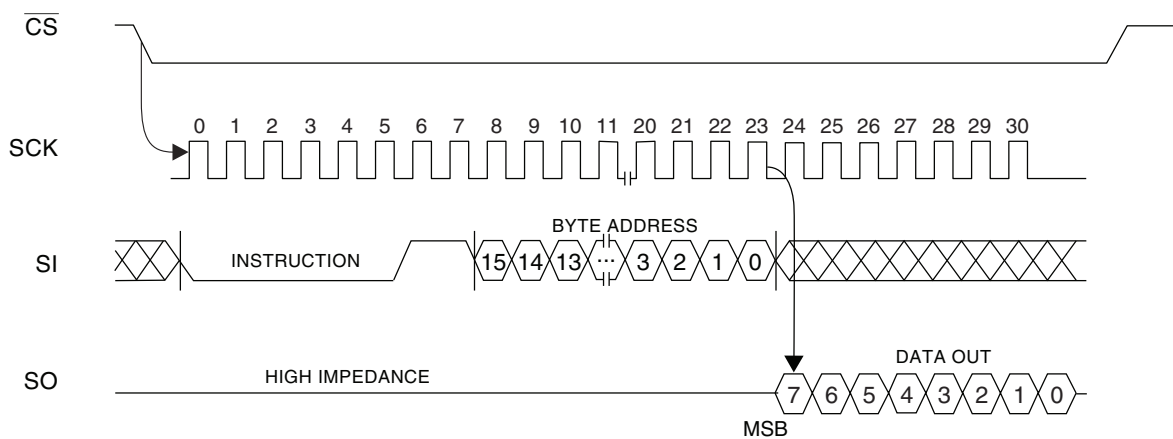 CS
SCK
0 1 2 3 4 5 6 7 8 9 10 11 20 21 22 23 24 25 26 27 28 29 30
BYTE ADDRESS
SI
INSTRUCTION
15 14 13 ... 3 2 1 0
DATA OUT
SO
HIGH IMPEDANCE
7 6 5 4 3 2 1 0
MSB